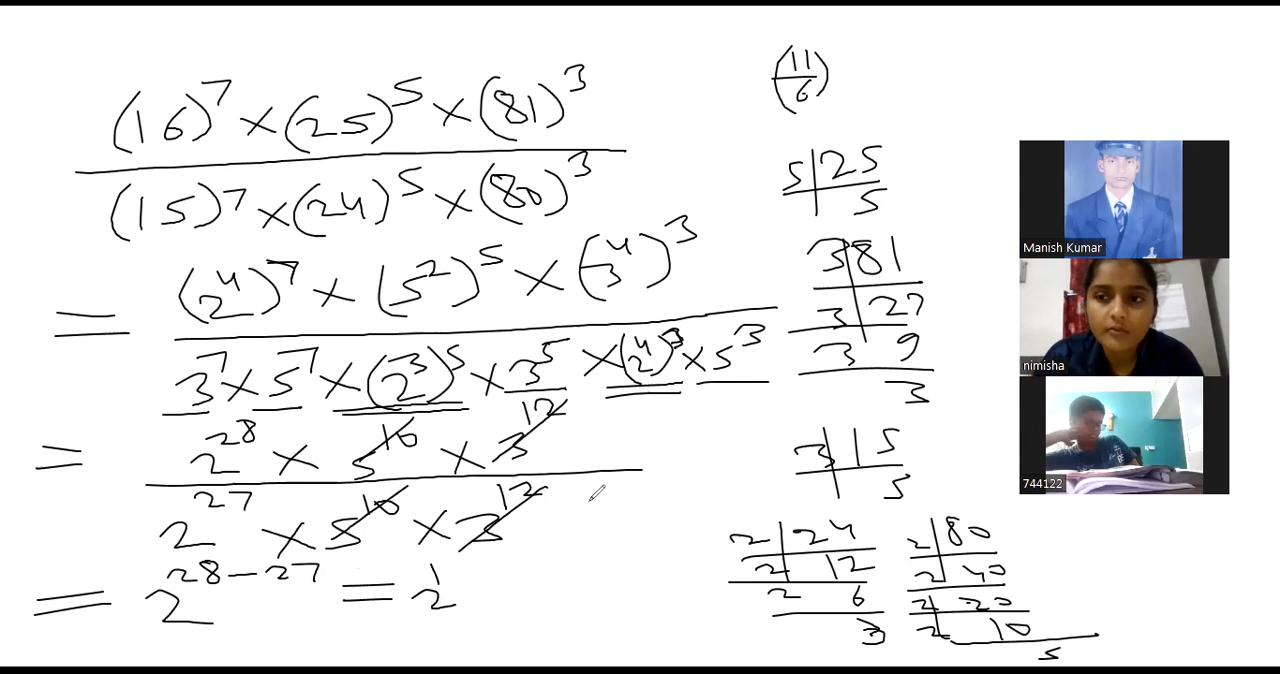 (16)^7 × (25)^5 × (81)^3
(15)^7 × (24)^5 × (80)^3
= (2^4)^7 × (5^2)^5 × (3^4)^3
3^7 × 5^7 × (2^3)^5 × 3^5 × (2^4)^3 × 5^3
= 2^28 × 5^10 × 3^12
2^27 × 5^10 × 3^12
= 2^28-27 = 2^1
(11/6)
5 25
5
3 81
3 27
3 9
3
3 15
5
2 24
2 12
2 6
3
2 80
2 40
2 20
2 10
5
Manish Kumar
nimisha
744122